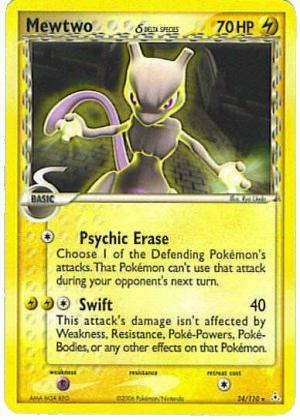 Mewtwo δ DELTA SPECIES 70 HP
Illus. Ryo Ueda
BASIC
Psychic Erase
Choose 1 of the Defending Pokémon's
attacks. That Pokémon can't use that attack
during your opponent's next turn.
Swift 40
This attack's damage isn't affected by
Weakness, Resistance, Poké-Powers, Poké-
Bodies, or any other effects on that Pokémon.
weakness resistance retreat cost
©2006 Pokémon/Nintendo 24/110